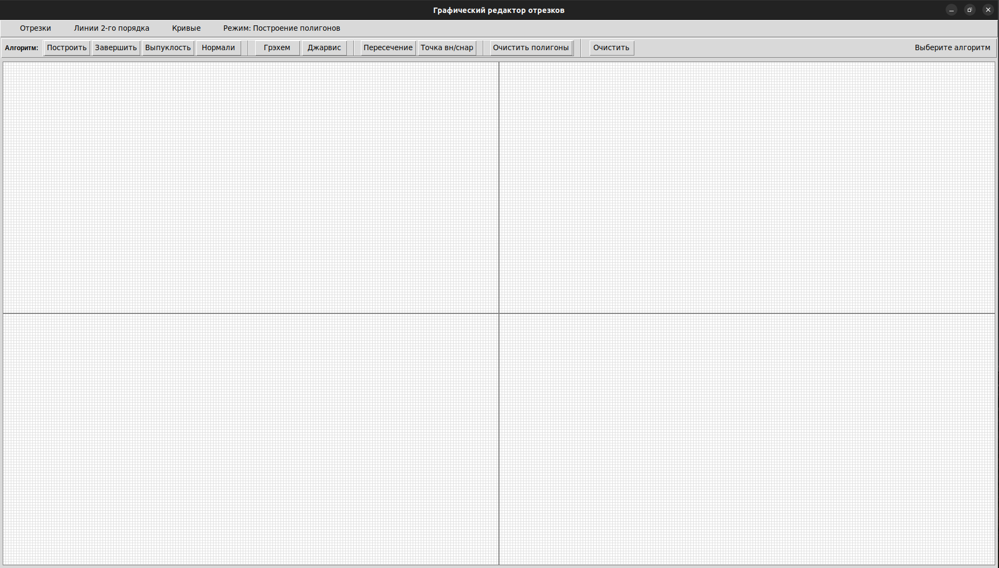 Графический редактор отрезков
Отрезки Линии 2-го порядка Кривые Режим: Построение полигонов
Алгоритм: Построить Завершить Выпуклость Нормали Грэхем Джарвис Пересечение Точка вн/снар Очистить полигоны Очистить Выберите алгоритм